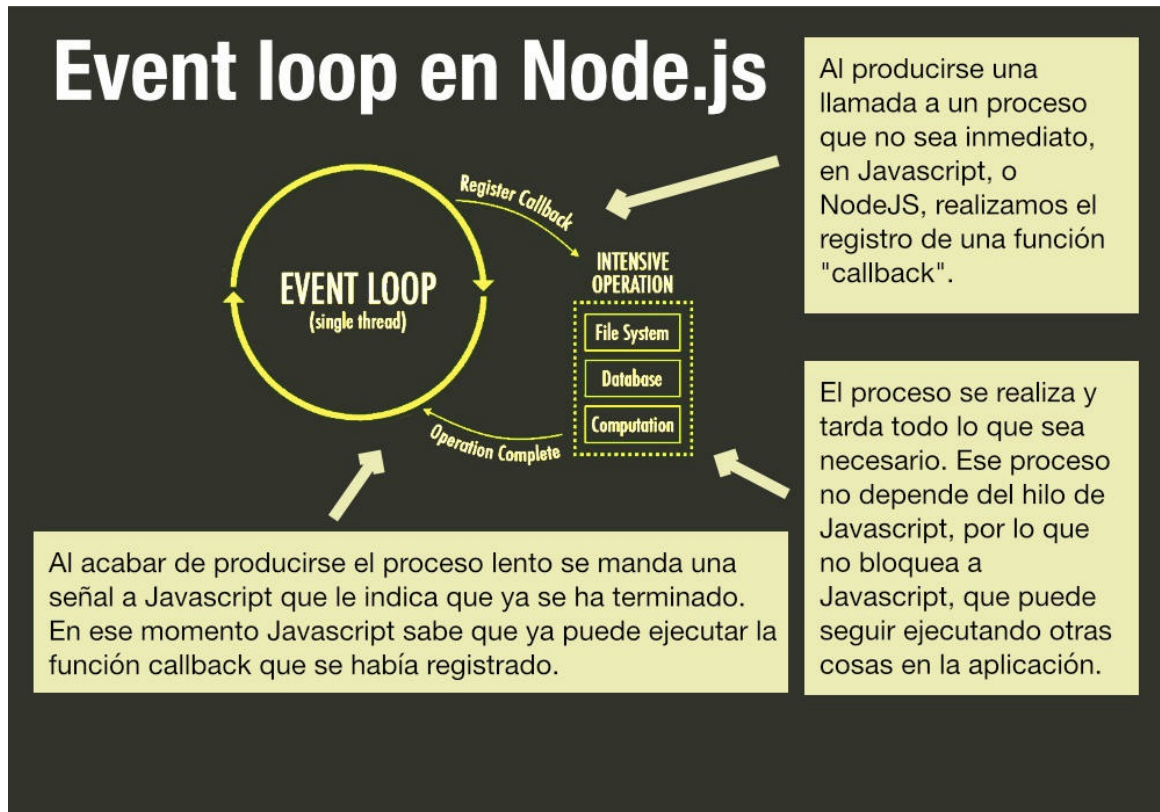 Event loop en Node.js
Al producirse una
llamada a un proceso
que no sea inmediato,
en Javascript, o
NodeJS, realizamos el
registro de una función
"callback".
Register Callback
EVENT LOOP
(single thread)
INTENSIVE
OPERATION
File System
Database
Computation
Operation Complete
El proceso se realiza y
tarda todo lo que sea
necesario. Ese proceso
no depende del hilo de
Javascript, por lo que
no bloquea a
Javascript, que puede
seguir ejecutando otras
cosas en la aplicación.
Al acabar de producirse el proceso lento se manda una
señal a Javascript que le indica que ya se ha terminado.
En ese momento Javascript sabe que ya puede ejecutar la
función callback que se había registrado.